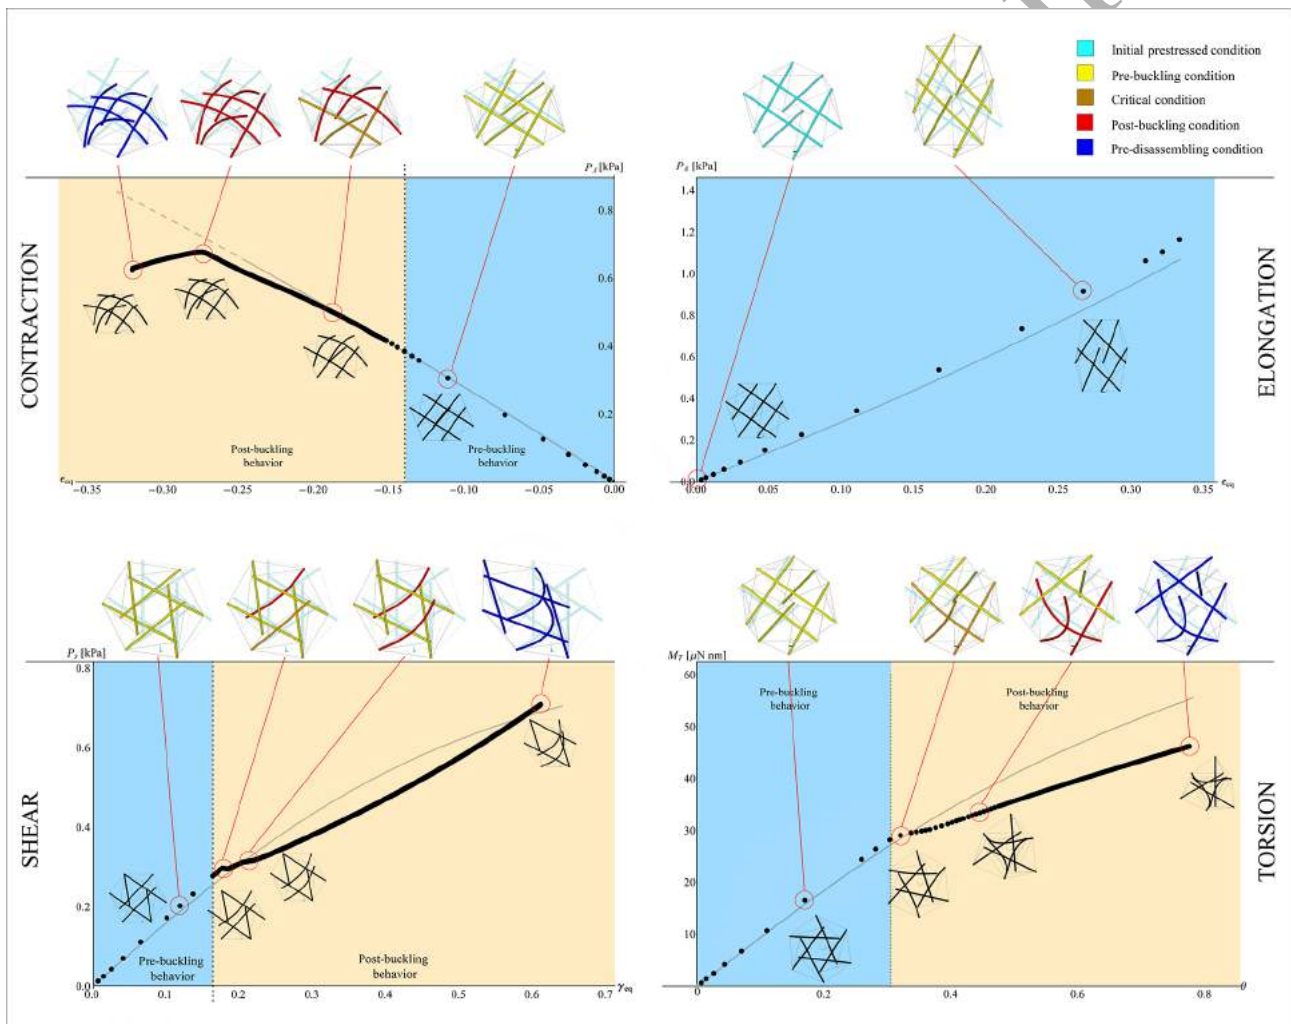 Initial prestressed condition
Pre-buckling condition
Critical condition
Post-buckling condition
Pre-disassembling condition
CONTRACTION
[kPa]
0.8
0.6
0.4
0.2
Post-buckling
behavior
Pre-buckling
behavior
−0.35 −0.30 −0.25 −0.20 −0.15 −0.10 −0.05 0.00
ELONGATION
[kPa]
1.4
1.2
1.0
0.8
0.6
0.4
0.2
0.0
0.00 0.05 0.10 0.15 0.20 0.25 0.30 0.35
SHEAR
[kPa]
0.8
0.6
0.4
0.2
0.0
Pre-buckling
behavior
Post-buckling
behavior
0.0 0.1 0.2 0.3 0.4 0.5 0.6 0.7 γeq
TORSION
MT [μN nm]
60
50
40
30
20
10
Pre-buckling
behavior
Post-buckling
behavior
0 0.2 0.4 0.6 0.8 θ